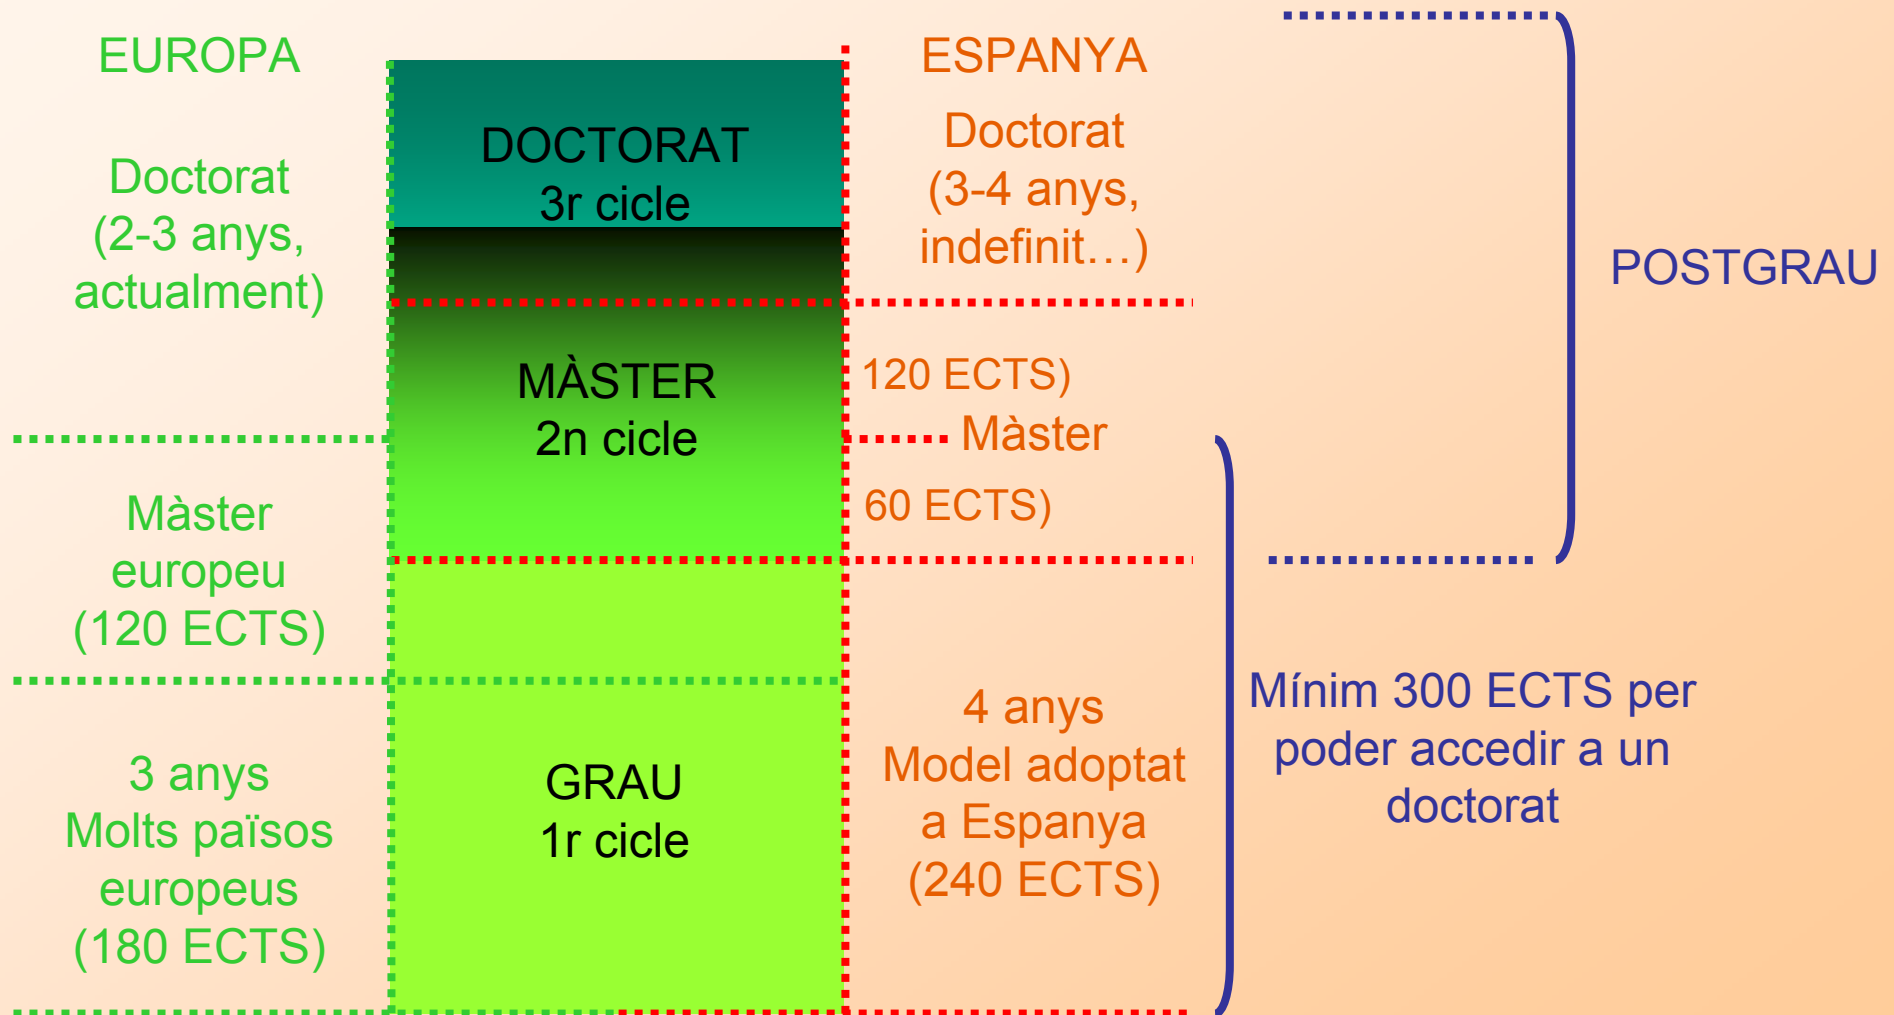 EUROPA
Doctorat
(2-3 anys,
actualment)
Màster
europeu
(120 ECTS)
3 anys
Molts països
europeus
(180 ECTS)
DOCTORAT
3r cicle
MÀSTER
2n cicle
GRAU
1r cicle
ESPANYA
Doctorat
(3-4 anys,
indefinit…)
120 ECTS)
Màster
60 ECTS)
4 anys
Model adoptat
a Espanya
(240 ECTS)
POSTGRAU
Mínim 300 ECTS per
poder accedir a un
doctorat